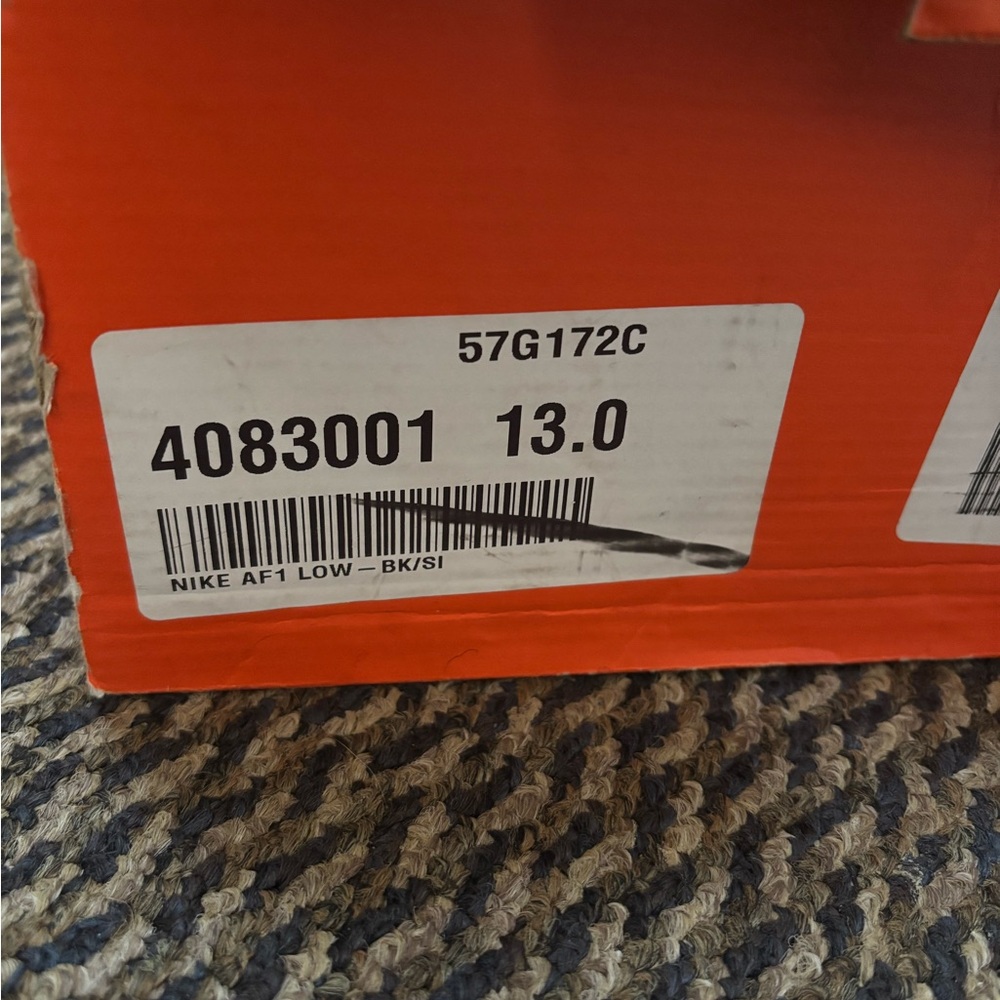 57G172C
4083001 13.0
NIKE AF1 LOW – BK/SI